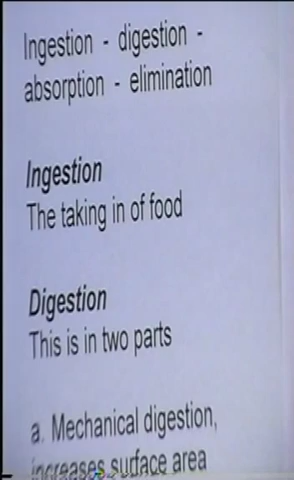 Ingestion - digestion -
absorption - elimination
Ingestion
The taking in of food
Digestion
This is in two parts
a. Mechanical digestion,
increases surface area